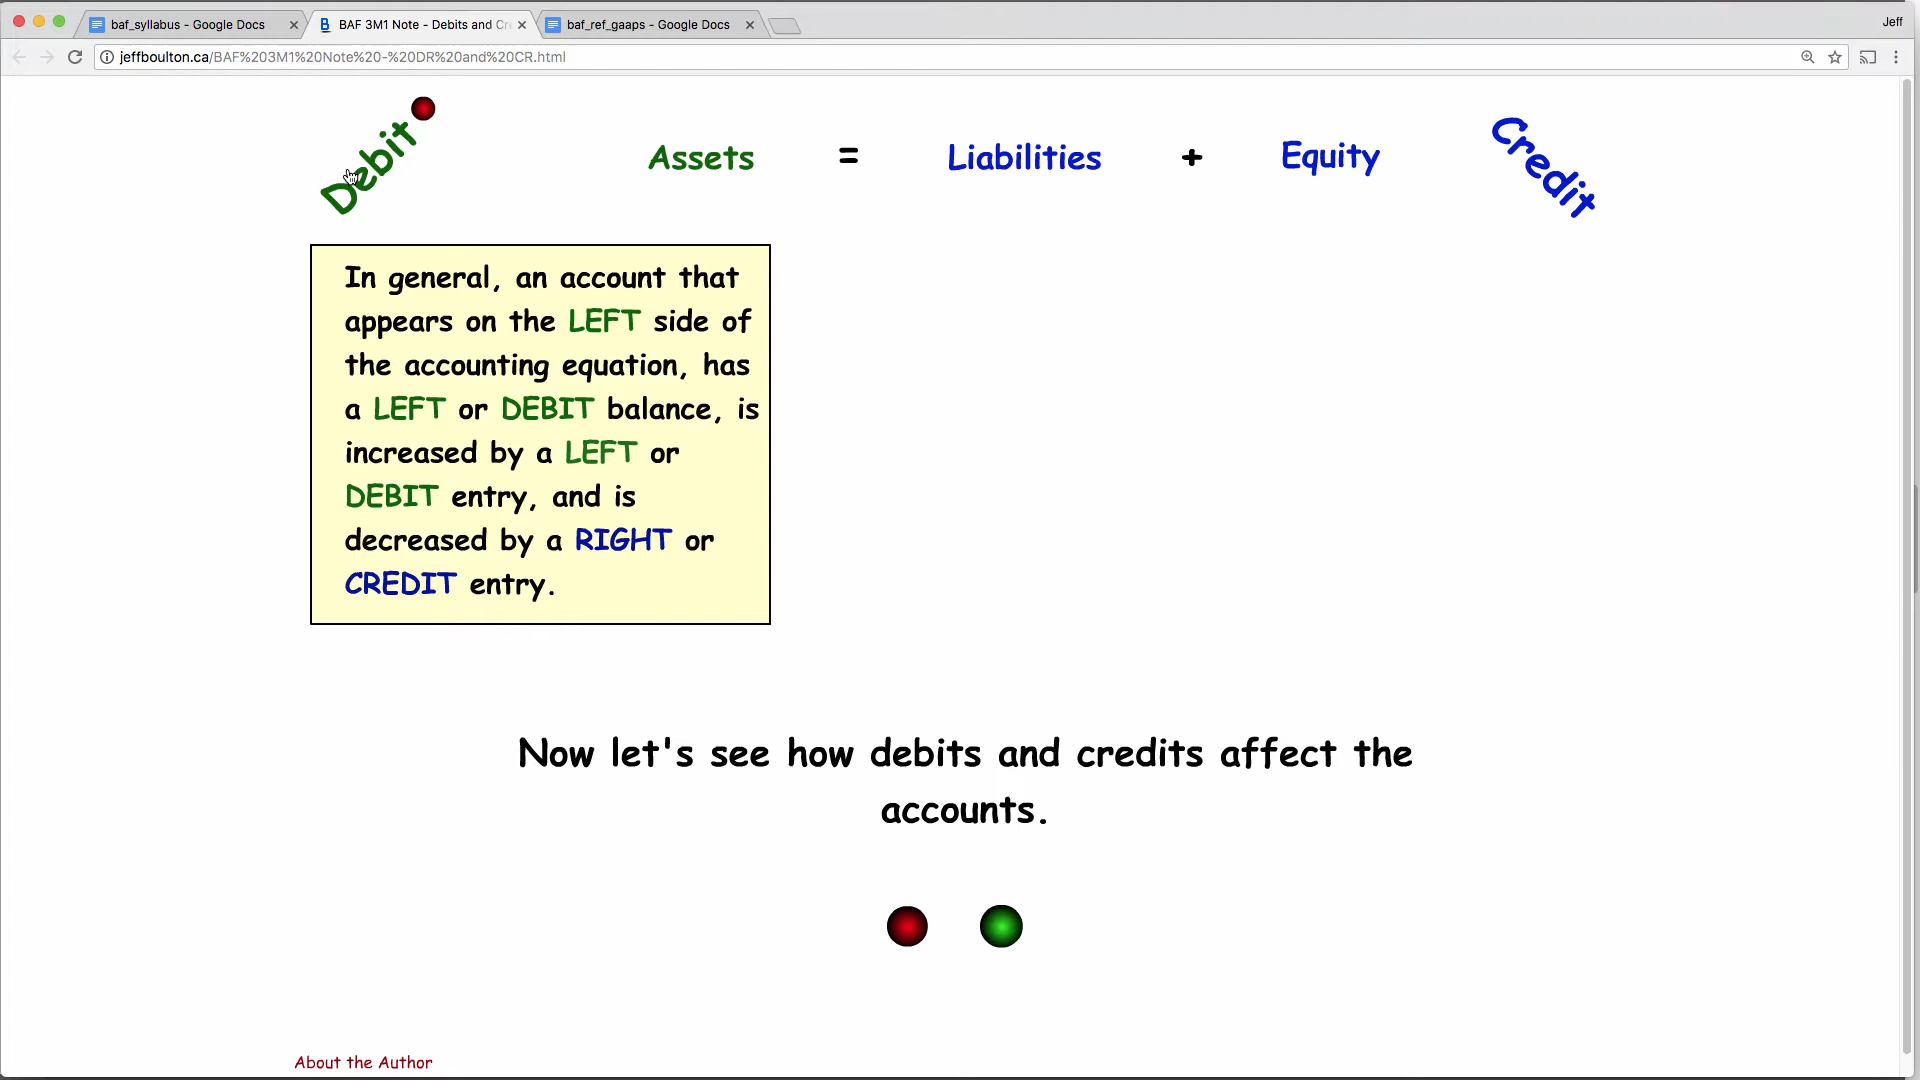 baf_syllabus - Google Docs
BAF 3M1 Note - Debits and Cr
baf_ref_gaaps - Google Docs
Jeff
jeffboulton.ca/BAF%203M1%20Note%20-%20DR%20and%20CR.html
Debit
Assets = Liabilities + Equity
Credit
In general, an account that
appears on the LEFT side of
the accounting equation, has
a LEFT or DEBIT balance, is
increased by a LEFT or
DEBIT entry, and is
decreased by a RIGHT or
CREDIT entry.
Now let's see how debits and credits affect the
accounts.
About the Author